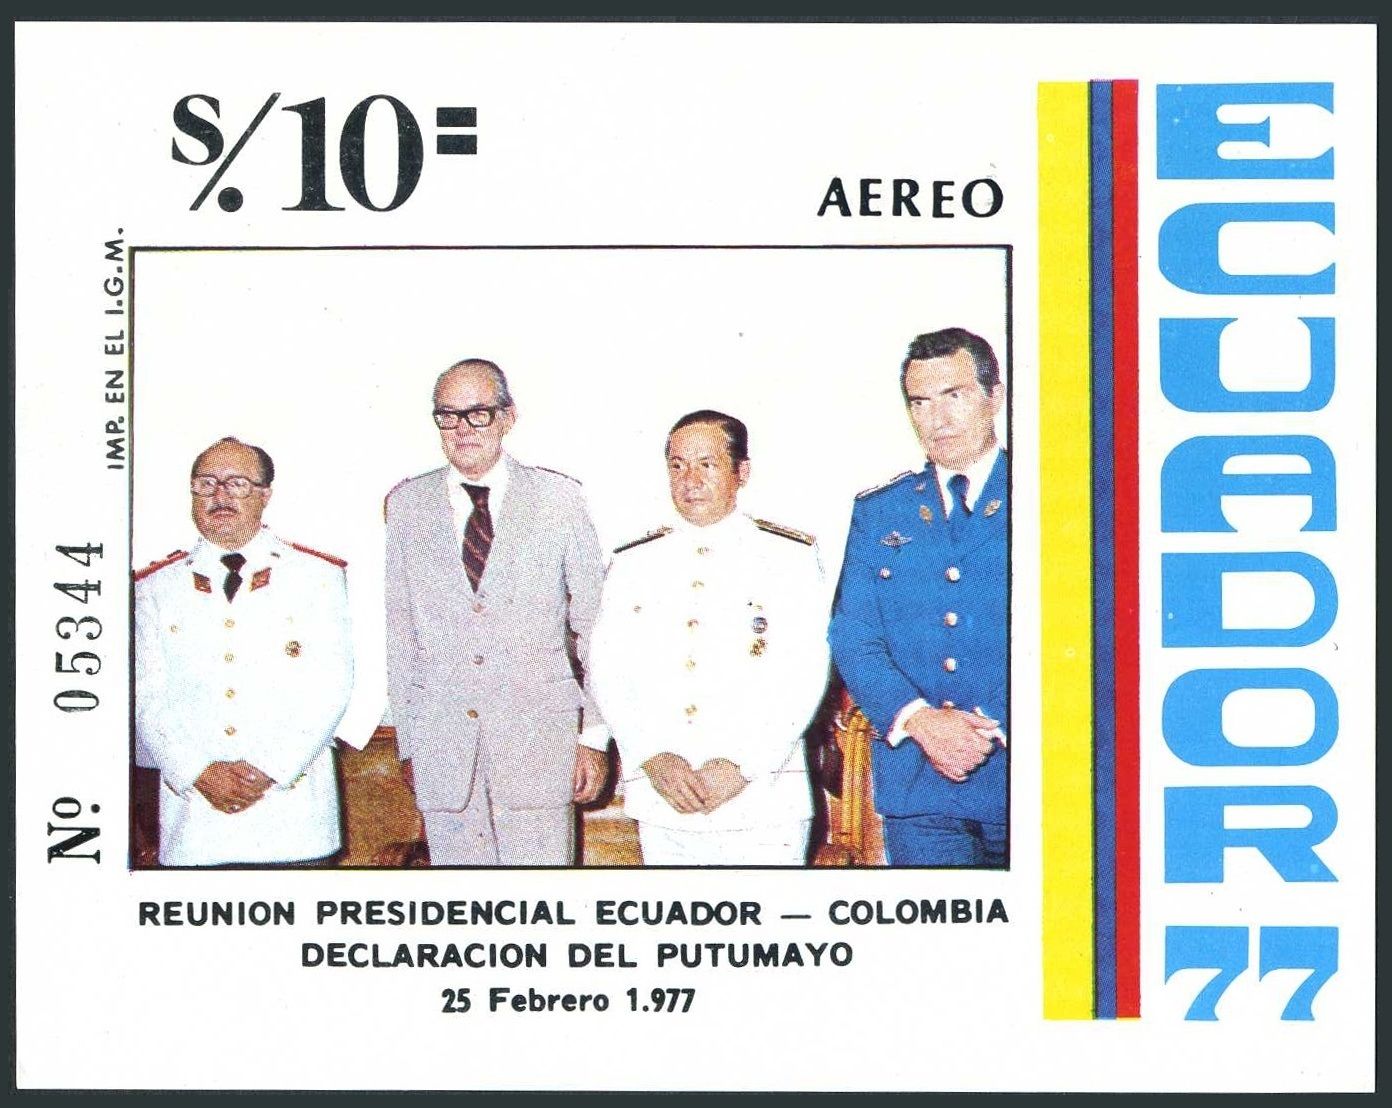 S/.10=
AEREO
IMP. EN EL I.G.M.
Nº. 05344
REUNION PRESIDENCIAL ECUADOR — COLOMBIA
DECLARACION DEL PUTUMAYO
25 Febrero 1.977
ECUADOR 77